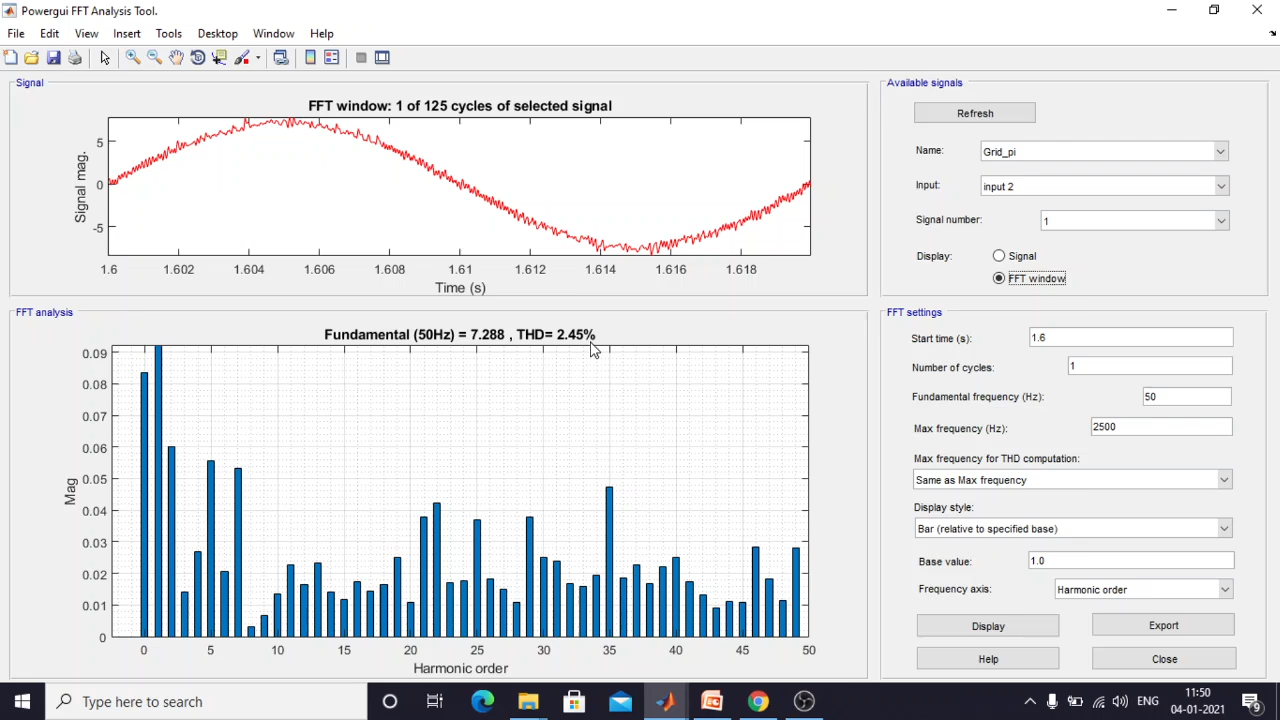 Powergui FFT Analysis Tool.
File Edit View Insert Tools Desktop Window Help
Signal
FFT window: 1 of 125 cycles of selected signal
Signal mag.
5
0
-5
1.6 1.602 1.604 1.606 1.608 1.61 1.612 1.614 1.616 1.618
Time (s)
FFT analysis
Fundamental (50Hz) = 7.288 , THD= 2.45%
Mag
0.09
0.08
0.07
0.06
0.05
0.04
0.03
0.02
0.01
0
0 5 10 15 20 25 30 35 40 45 50
Harmonic order
Available signals
Refresh
Name: Grid_pi
Input: input 2
Signal number: 1
Display: Signal
FFT window
FFT settings
Start time (s): 1.6
Number of cycles: 1
Fundamental frequency (Hz): 50
Max frequency (Hz): 2500
Max frequency for THD computation:
Same as Max frequency
Display style:
Bar (relative to specified base)
Base value: 1.0
Frequency axis: Harmonic order
Display Export
Help Close
Type here to search
ENG
11:50
04-01-2021
9